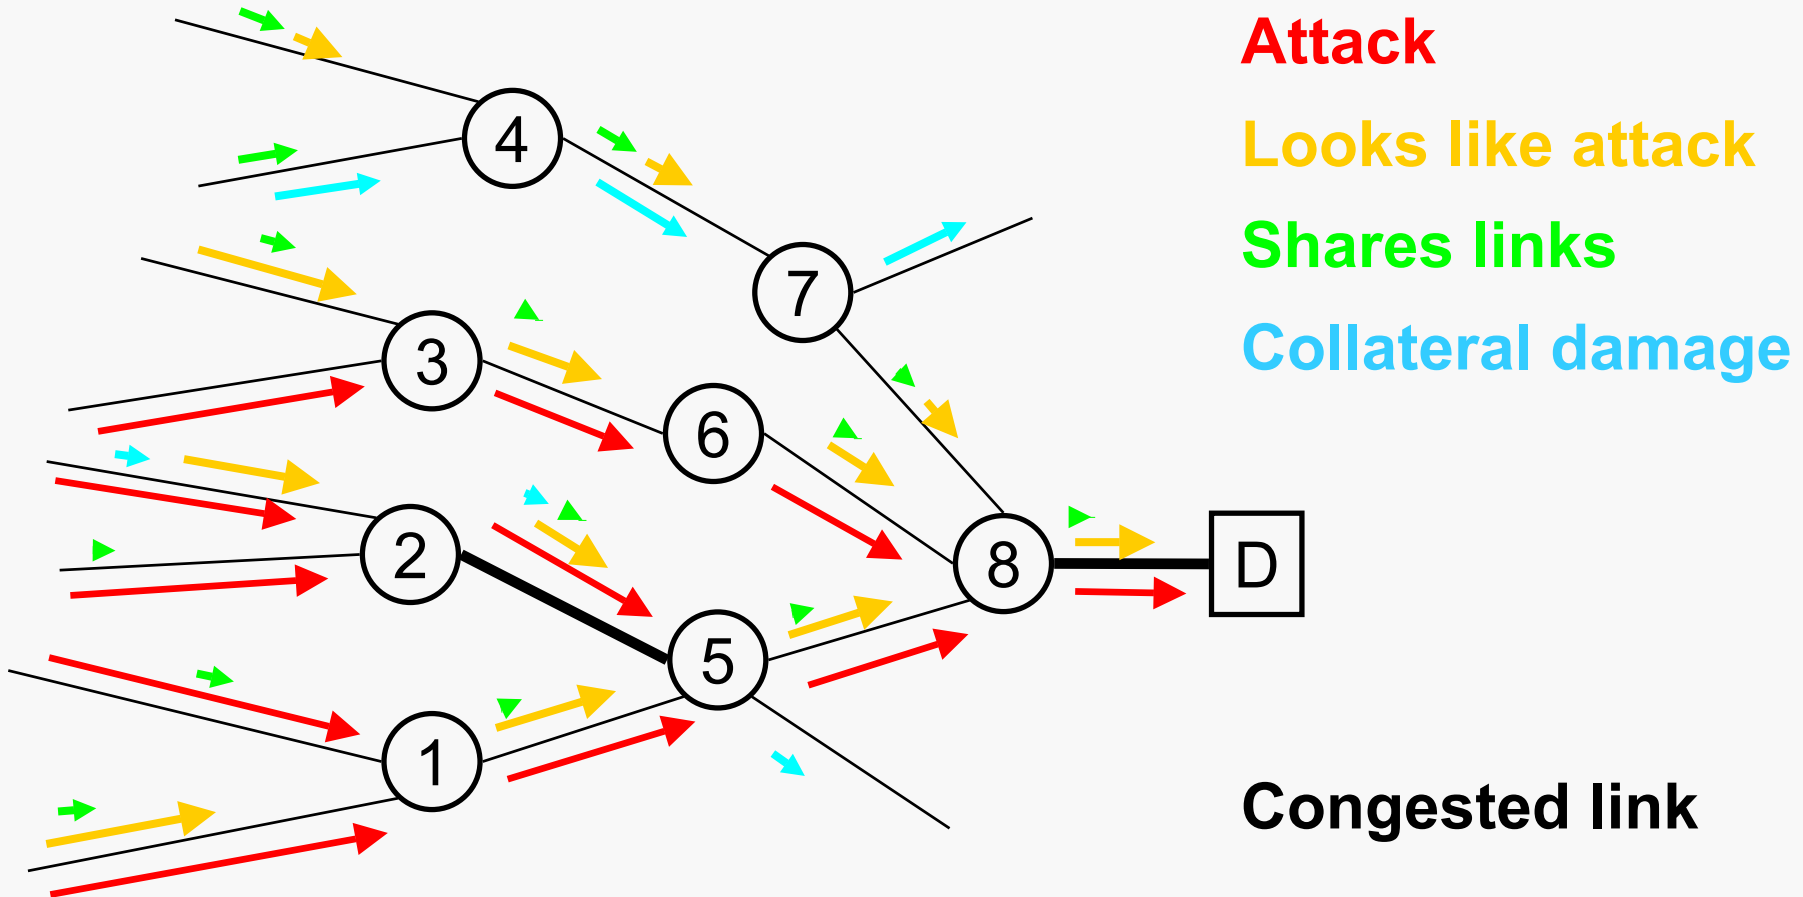 Attack
Looks like attack
Shares links
Collateral damage
4
7
3
6
2
8
D
5
1
Congested link